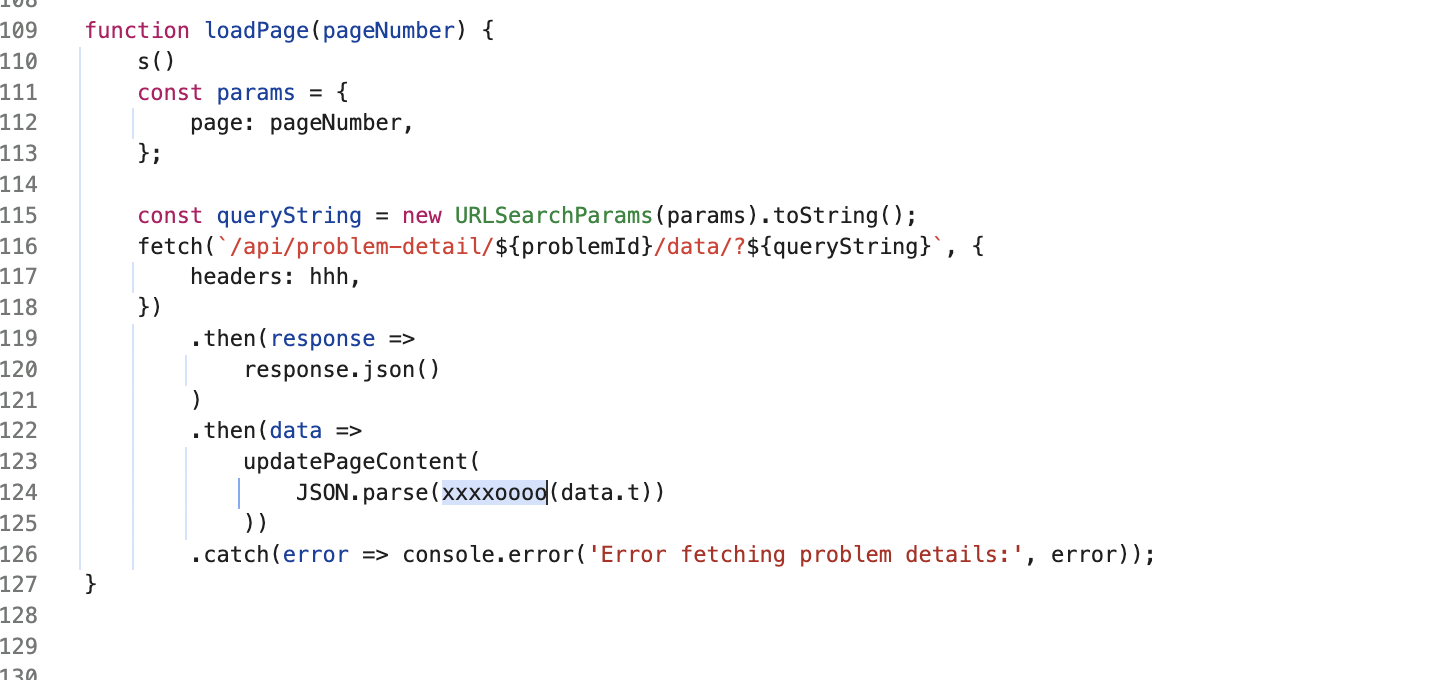 108
109 function loadPage(pageNumber) {
110 s()
111 const params = {
112 page: pageNumber,
113 };
114
115 const queryString = new URLSearchParams(params).toString();
116 fetch(`/api/problem-detail/${problemId}/data/?${queryString}`, {
117 headers: hhh,
118 })
119 .then(response =>
120 response.json()
121 )
122 .then(data =>
123 updatePageContent(
124 JSON.parse(xxxxoooo(data.t))
125 ))
126 .catch(error => console.error('Error fetching problem details:', error));
127 }
128
129
130